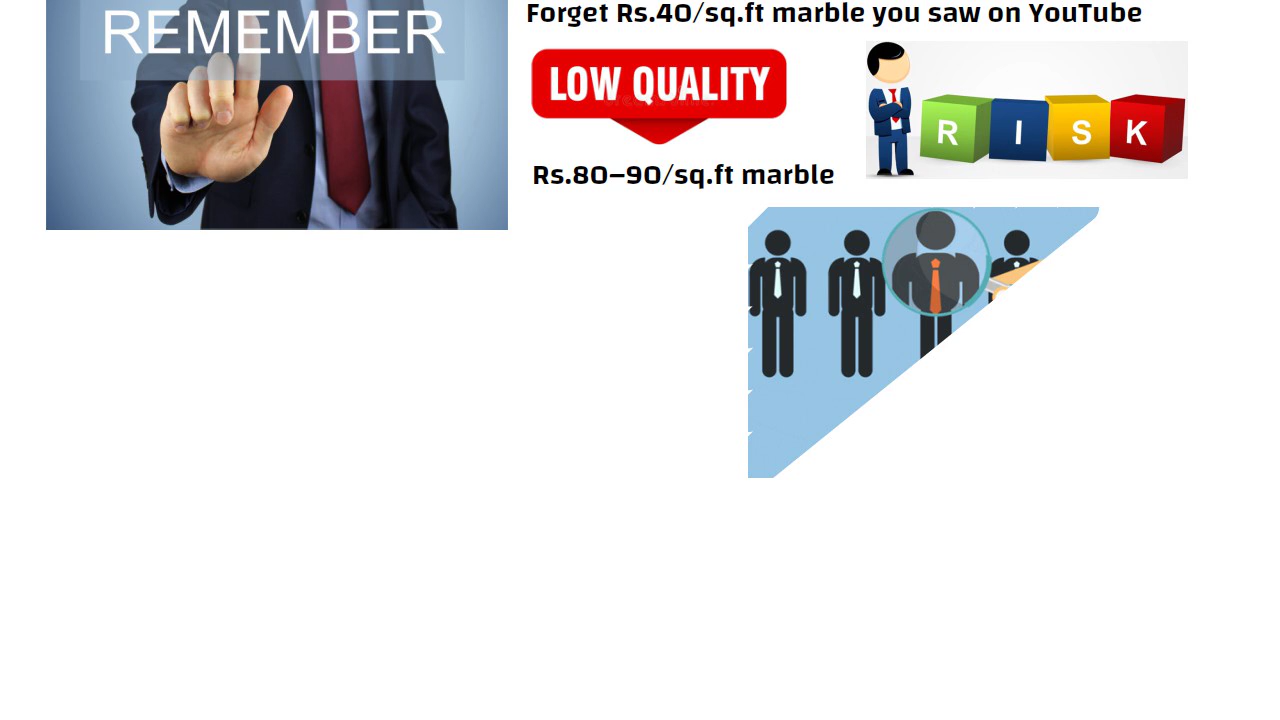 REMEMBER
Forget Rs.40/sq.ft marble you saw on YouTube
LOW QUALITY
RISK
Rs.80–90/sq.ft marble